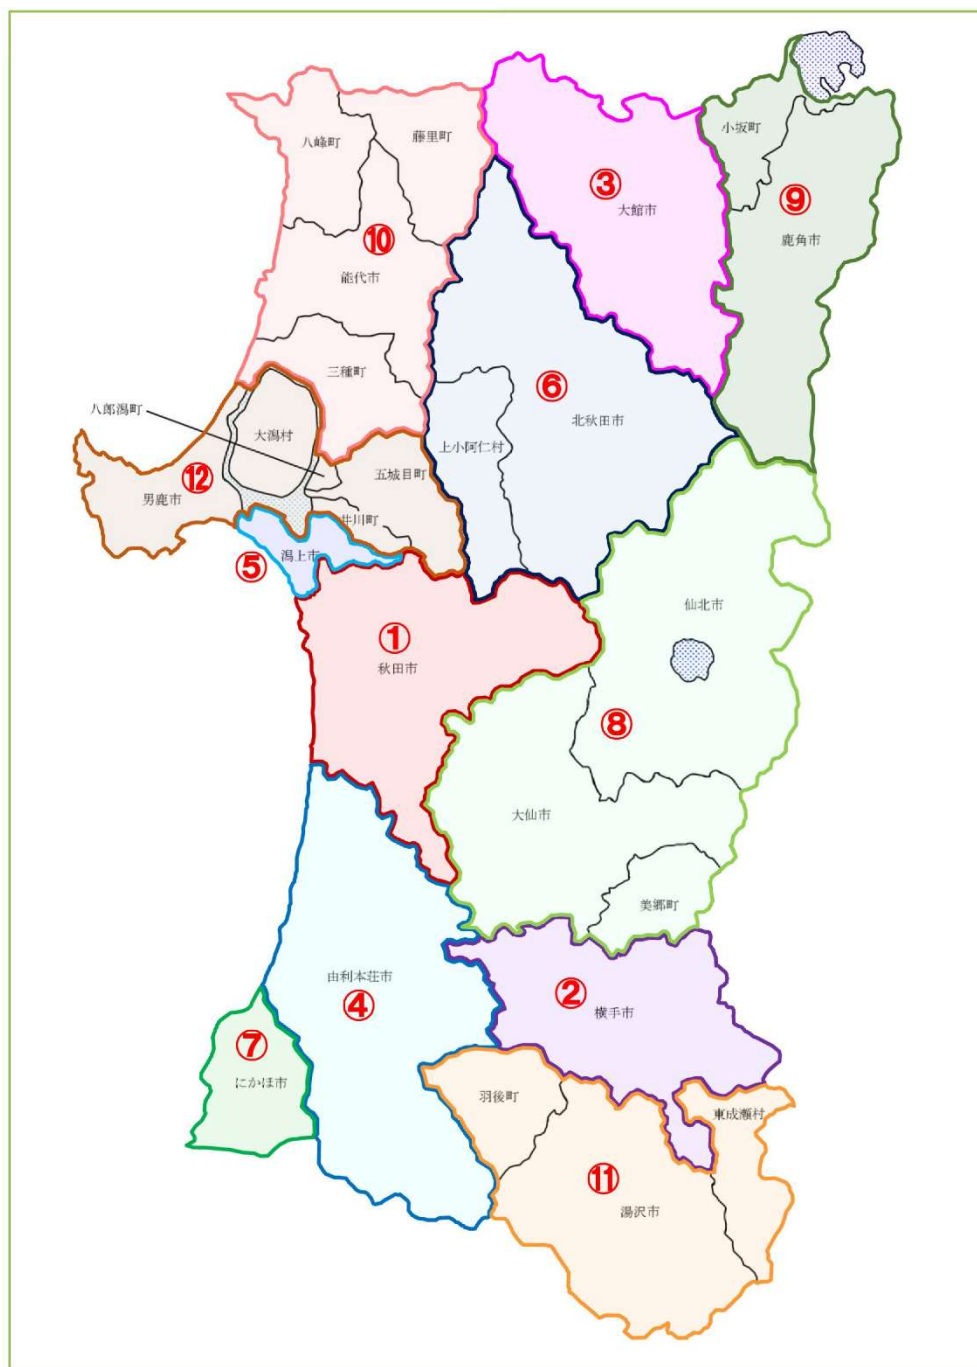 八峰町
藤里町
小坂町
③
大館市
⑨
鹿角市
⑩
能代市
三種町
⑥
北秋田市
八郎潟町
大潟村
上小阿仁村
五城目町
⑫
男鹿市
井川町
潟上市
⑤
仙北市
①
秋田市
⑧
大仙市
美郷町
由利本荘市
④
②
横手市
⑦
にかほ市
羽後町
東成瀬村
⑪
湯沢市